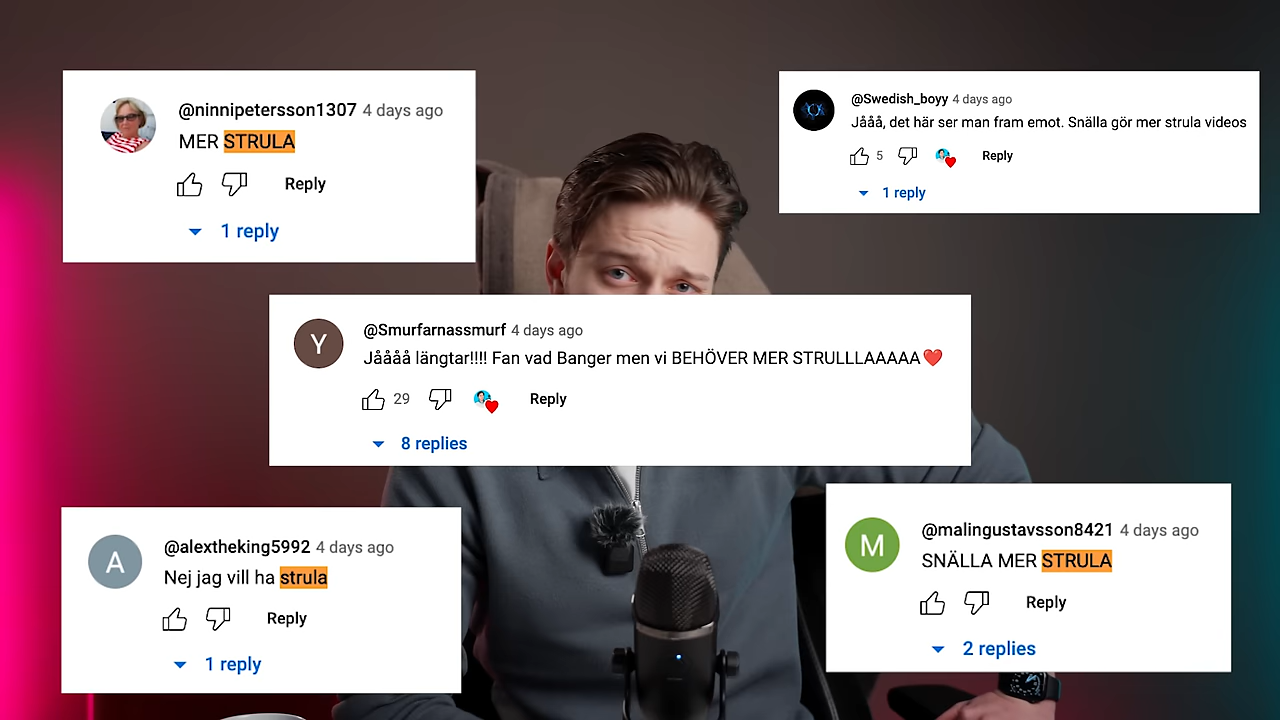 @ninnipetersson1307 4 days ago
MER STRULA
Reply
1 reply
@Swedish_boyy 4 days ago
Jååå, det här ser man fram emot. Snälla gör mer strula videos
5 Reply
1 reply
Y
@Smurfarnassmurf 4 days ago
Jåååå längtar!!!! Fan vad Banger men vi BEHÖVER MER STRULLLAAAAA❤️
29 Reply
8 replies
A
@alextheking5992 4 days ago
Nej jag vill ha strula
Reply
1 reply
M
@malingustavsson8421 4 days ago
SNÄLLA MER STRULA
Reply
2 replies